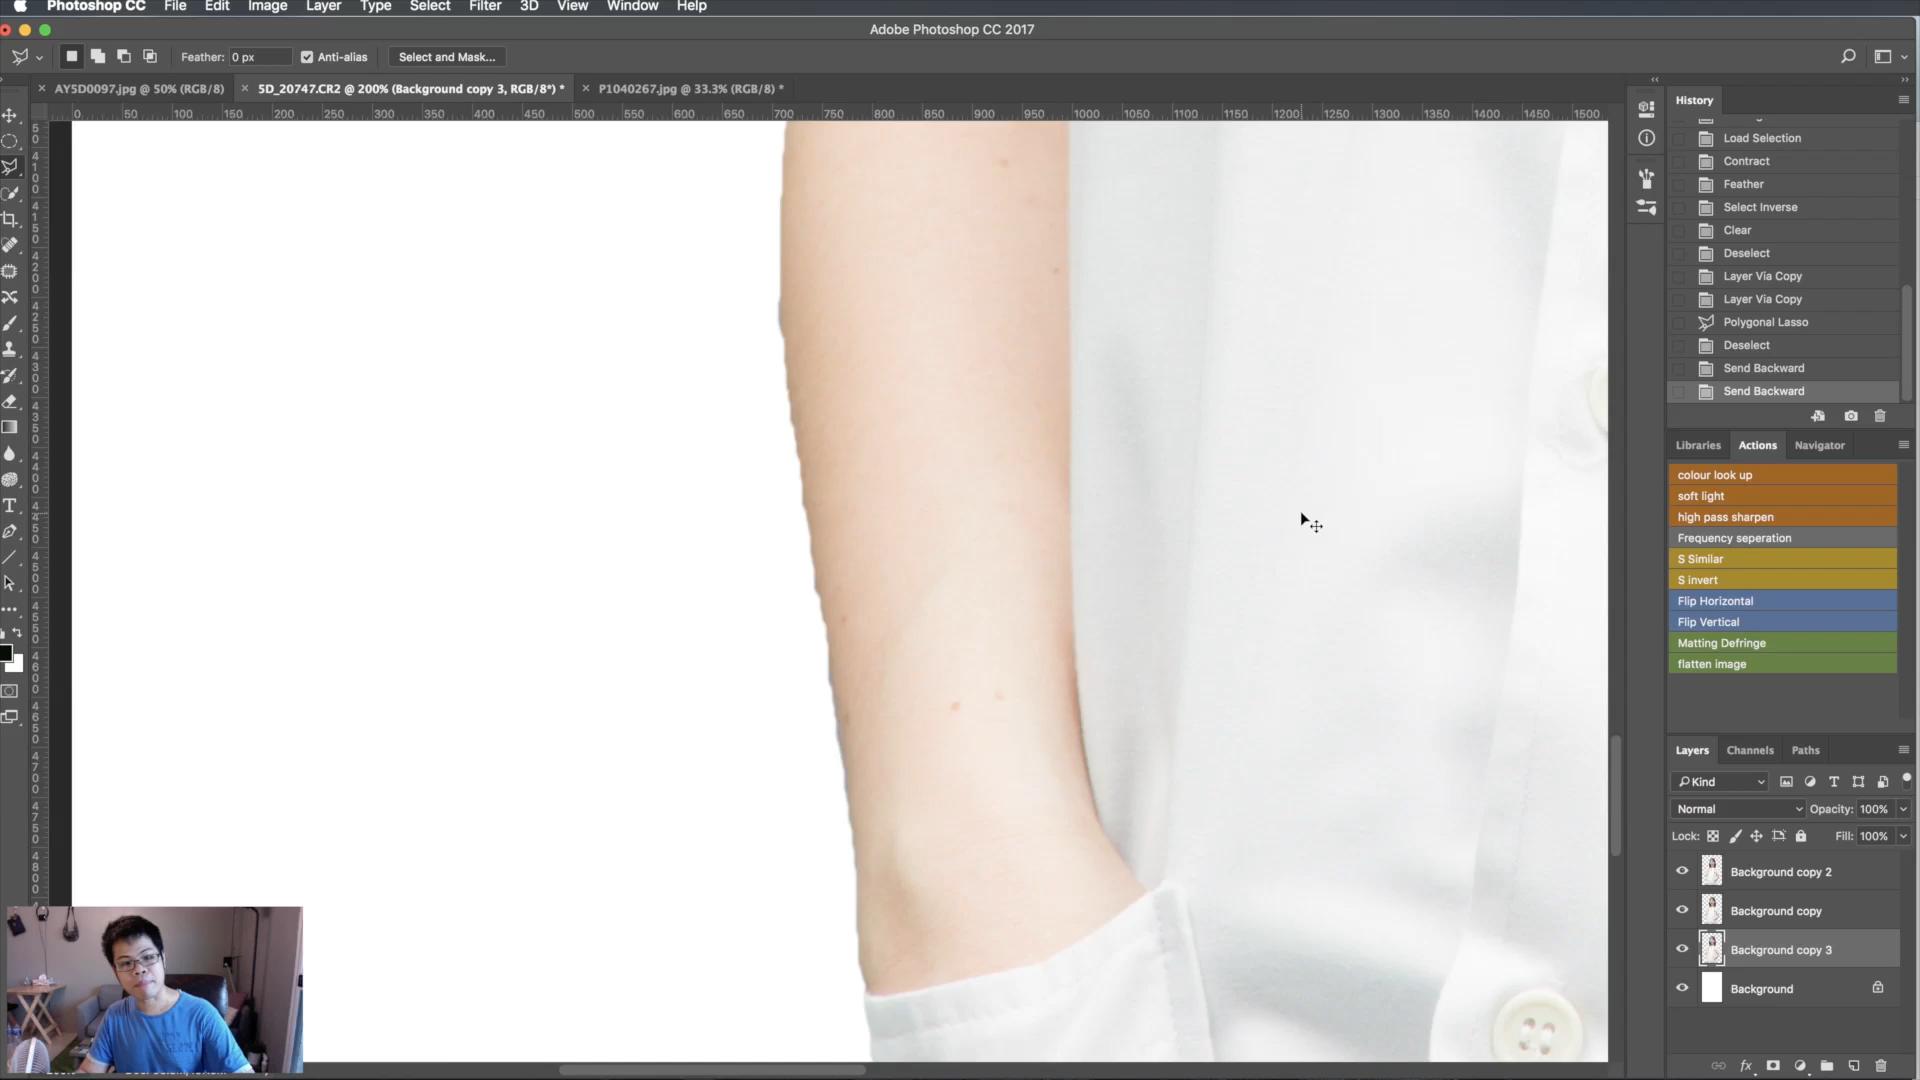 Photoshop CC File Edit Image Layer Type Select Filter 3D View Window Help
Adobe Photoshop CC 2017
Feather: 0 px Anti-alias Select and Mask...
AY5D0097.jpg @ 50% (RGB/8) 5D_20747.CR2 @ 200% (Background copy 3, RGB/8*) * P1040267.jpg @ 33.3% (RGB/8) *
0 50 100 150 200 250 300 350 400 450 500 550 600 650 700 750 800 850 900 950 1000 1050 1100 1150 1200 1250 1300 1350 1400 1450 1500
History
Load Selection
Contract
Feather
Select Inverse
Clear
Deselect
Layer Via Copy
Layer Via Copy
Polygonal Lasso
Deselect
Send Backward
Send Backward
Libraries Actions Navigator
colour look up
soft light
high pass sharpen
Frequency seperation
S Similar
S invert
Flip Horizontal
Flip Vertical
Matting Defringe
flatten image
Layers Channels Paths
Kind
Normal Opacity: 100%
Lock: Fill: 100%
Background copy 2
Background copy
Background copy 3
Background
fx